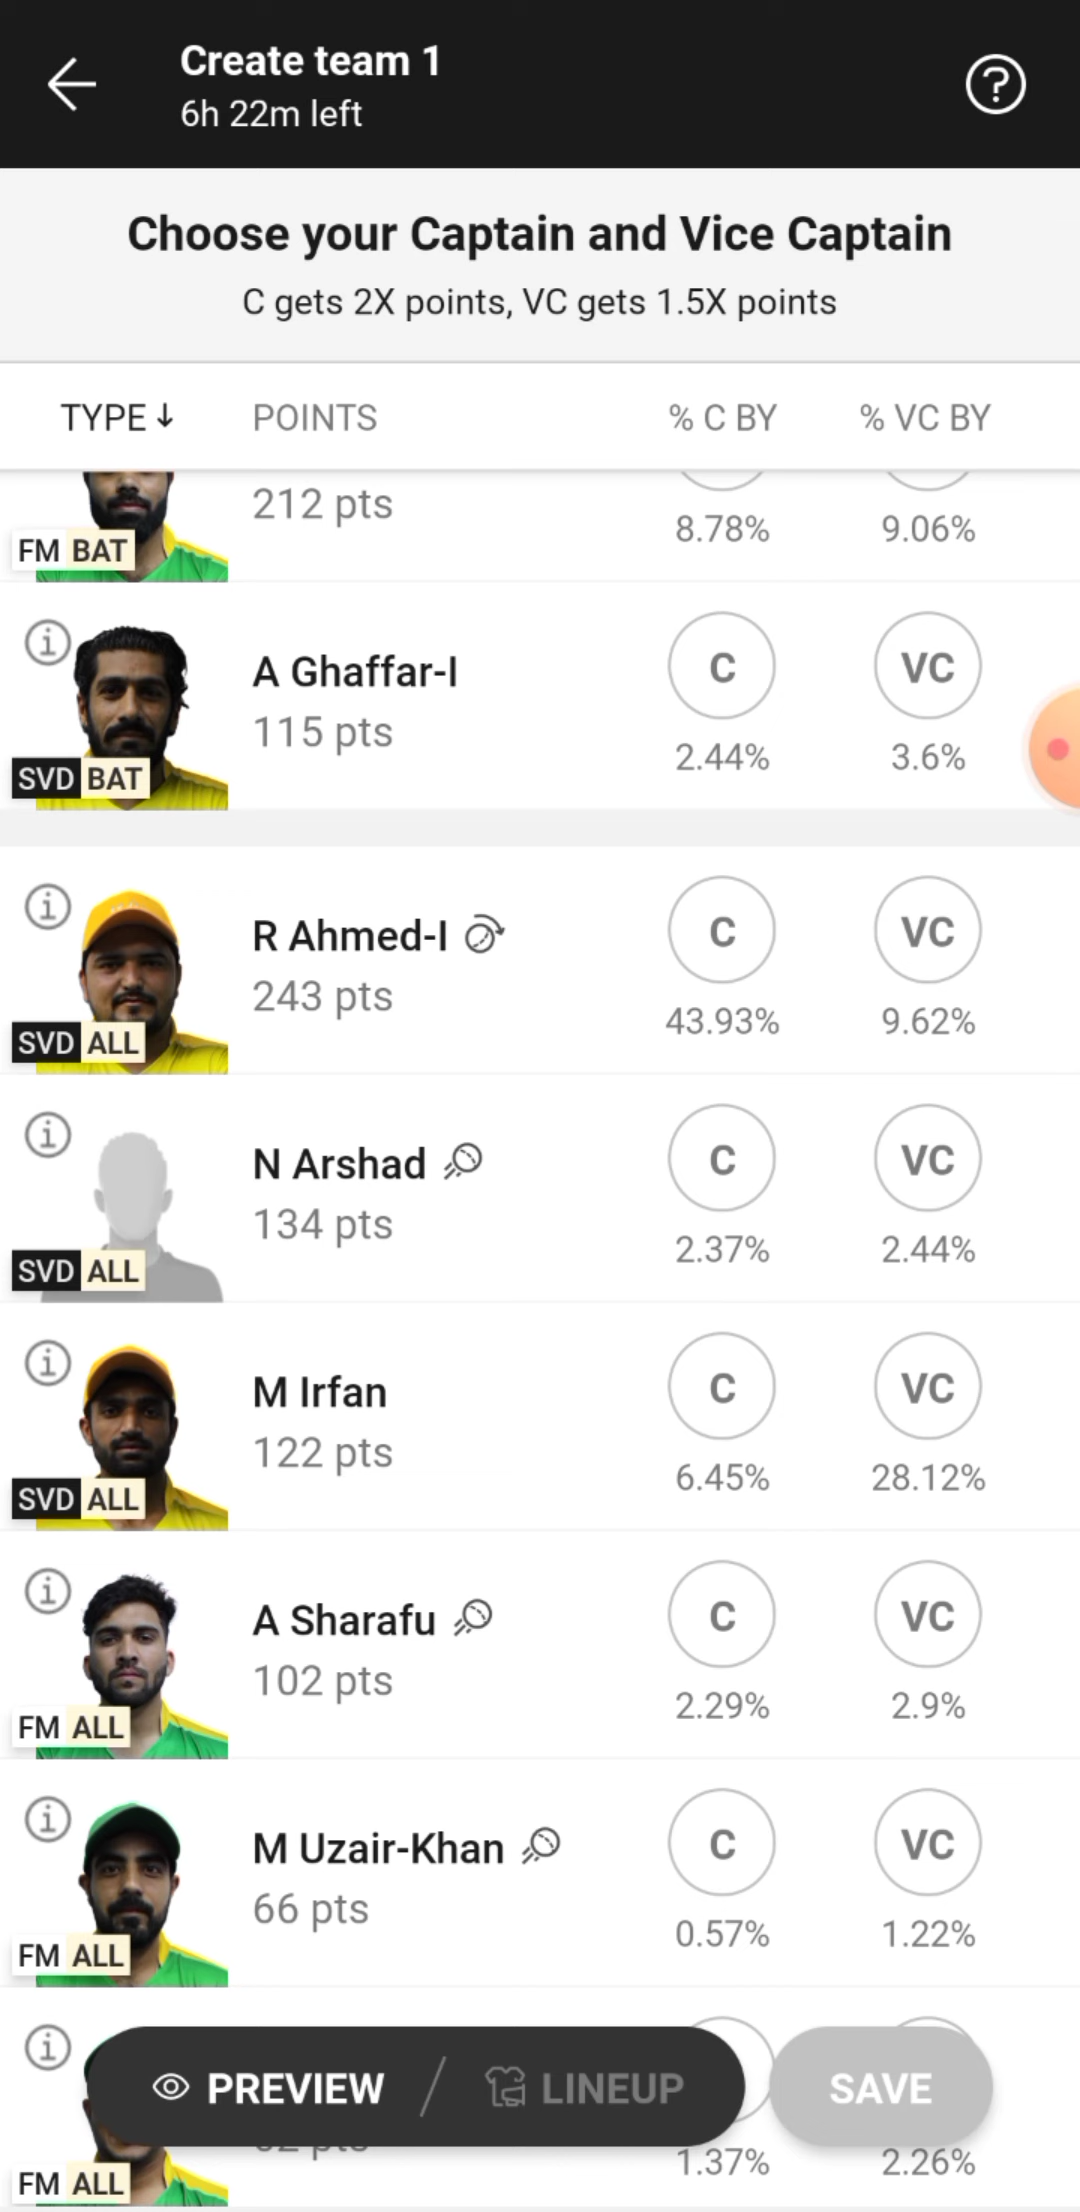 Create team 1
6h 22m left
Choose your Captain and Vice Captain
C gets 2X points, VC gets 1.5X points
TYPE↓ POINTS % C BY % VC BY
212 pts
8.78% 9.06%
FM BAT
A Ghaffar-I C VC
115 pts
2.44% 3.6%
SVD BAT
R Ahmed-I C VC
243 pts
43.93% 9.62%
SVD ALL
N Arshad C VC
134 pts
2.37% 2.44%
SVD ALL
M Irfan C VC
122 pts
6.45% 28.12%
SVD ALL
A Sharafu C VC
102 pts
2.29% 2.9%
FM ALL
M Uzair-Khan C VC
66 pts
0.57% 1.22%
FM ALL
PREVIEW / LINEUP SAVE
1.37% 2.26%
FM ALL